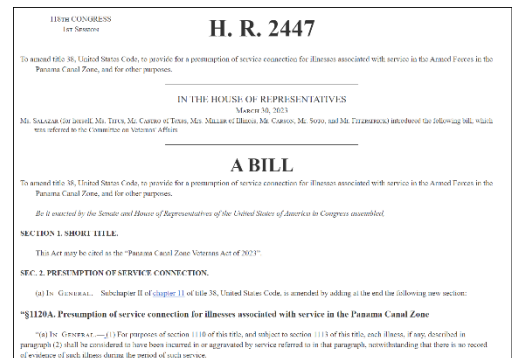 118TH CONGRESS
1ST SESSION
H. R. 2447
To amend title 38, United States Code, to provide for a presumption of service connection for illnesses associated with service in the Armed Forces in the
Panama Canal Zone, and for other purposes.
IN THE HOUSE OF REPRESENTATIVES
MARCH 30, 2023
Ms. SALAZAR (for herself, Ms. TITUS, Mr. CASTRO of Texas, Mrs. MILLER of Illinois, Mr. CARSON, Mr. SOTO, and Mr. FITZPATRICK) introduced the following bill; which
was referred to the Committee on Veterans' Affairs
A BILL
To amend title 38, United States Code, to provide for a presumption of service connection for illnesses associated with service in the Armed Forces in the
Panama Canal Zone, and for other purposes.
Be it enacted by the Senate and House of Representatives of the United States of America in Congress assembled,
SECTION 1. SHORT TITLE.
This Act may be cited as the “Panama Canal Zone Veterans Act of 2023”.
SEC. 2. PRESUMPTION OF SERVICE CONNECTION.
(a) IN GENERAL.—Subchapter II of chapter 11 of title 38, United States Code, is amended by adding at the end the following new section:
“§1120A. Presumption of service connection for illnesses associated with service in the Panama Canal Zone
“(a) IN GENERAL.—(1) For purposes of section 1110 of this title, and subject to section 1113 of this title, each illness, if any, described in
paragraph (2) shall be considered to have been incurred in or aggravated by service referred to in that paragraph, notwithstanding that there is no record
of evidence of such illness during the period of such service.